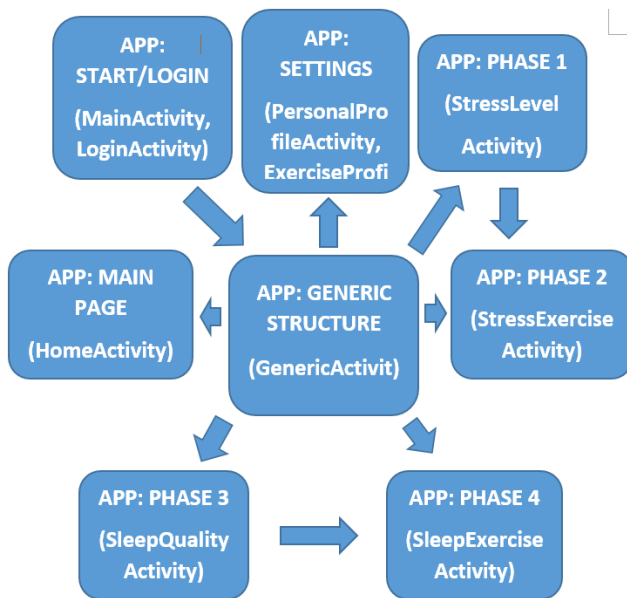 APP:
START/LOGIN
(MainActivity,
LoginActivity)
APP:
SETTINGS
(PersonalPro
fileActivity,
ExerciseProfi
APP: PHASE 1
(StressLevel
Activity)
APP: MAIN
PAGE
(HomeActivity)
APP: GENERIC
STRUCTURE
(GenericActivit)
APP: PHASE 2
(StressExercise
Activity)
APP: PHASE 3
(SleepQuality
Activity)
APP: PHASE 4
(SleepExercise
Activity)